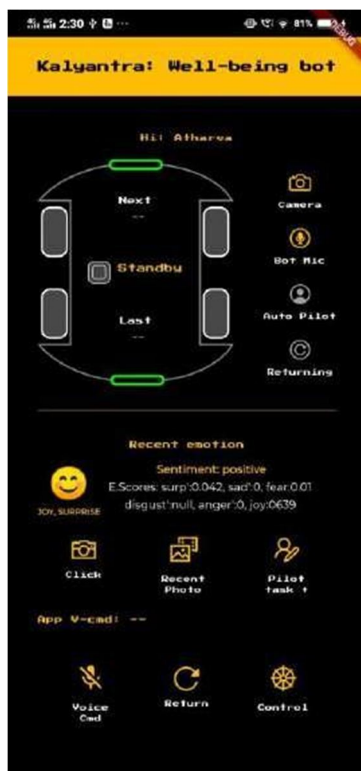 2:30
81%
DEBUG
Kalyantra: Well-being bot
Hi! Atharva
Next
--
Camera
Standby
Bot Mic
Last
--
Auto Pilot
Returning
Recent emotion
Sentiment: positive
E.Scores: surp':0.042, sad':0, fear:0.01
disgust':null, anger':0, joy:0639
JOY, SURPRISE
Click
Recent
Photo
Pilot
task +
App V-cmd: --
Voice
Cmd
Return
Control